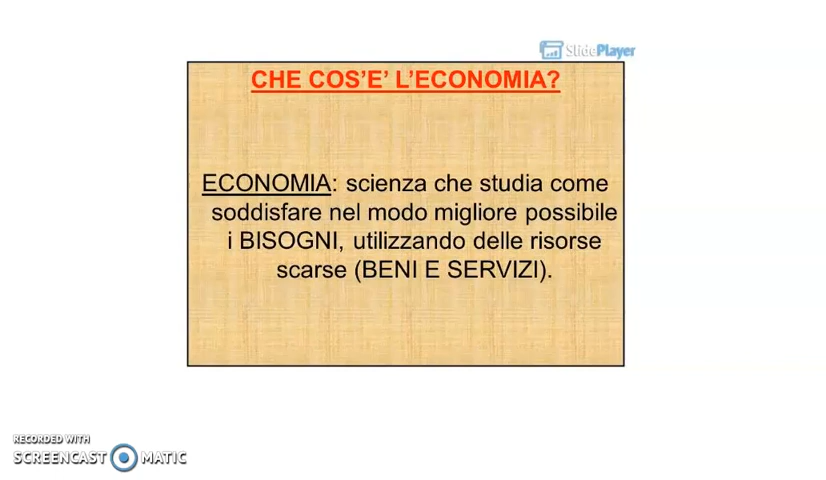 SlidePlayer
CHE COS’E’ L’ECONOMIA?
ECONOMIA: scienza che studia come
soddisfare nel modo migliore possibile
i BISOGNI, utilizzando delle risorse
scarse (BENI E SERVIZI).
RECORDED WITH
SCREENCAST MATIC